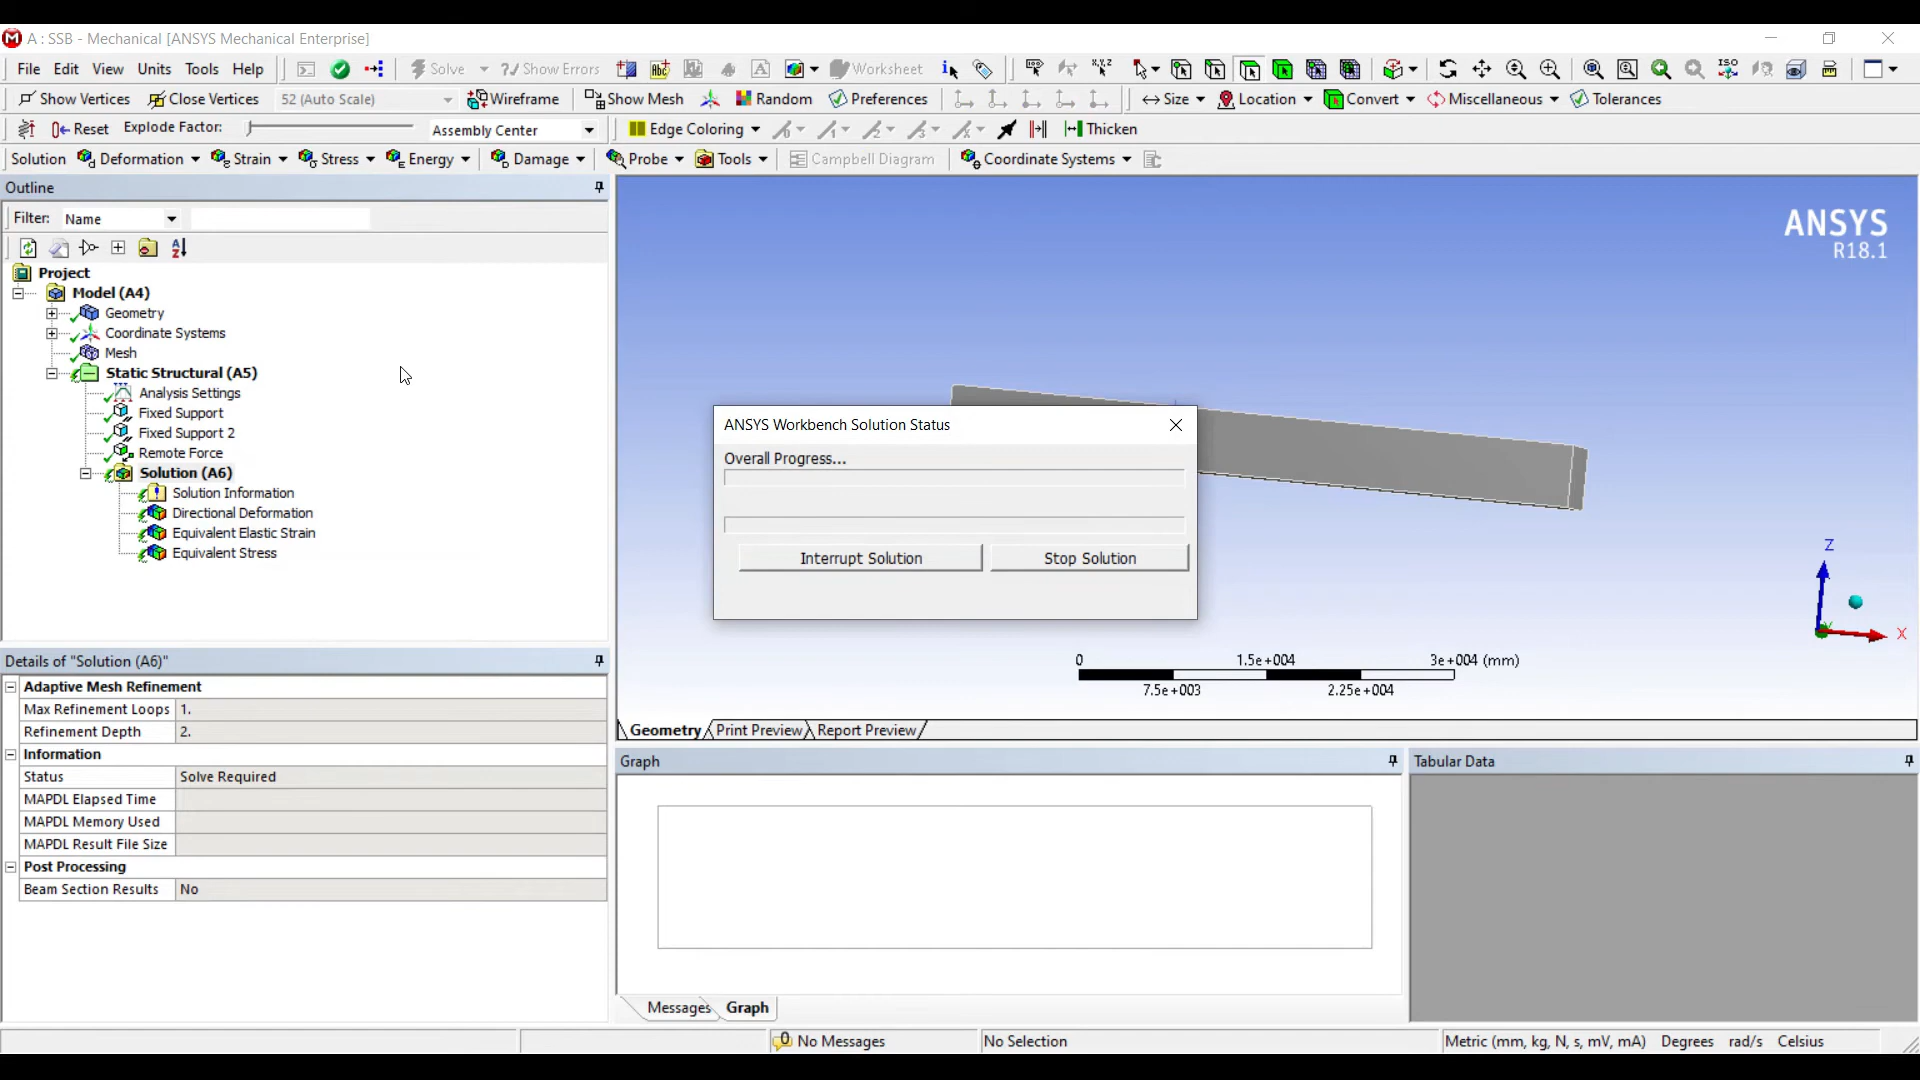 A : SSB - Mechanical [ANSYS Mechanical Enterprise]
File Edit View Units Tools Help Solve ?/ Show Errors Worksheet
Show Vertices Close Vertices 52 (Auto Scale) Wireframe Show Mesh Random Preferences Size Location Convert Miscellaneous Tolerances
Reset Explode Factor: Assembly Center Edge Coloring Thicken
Solution Deformation Strain Stress Energy Damage Probe Tools Campbell Diagram Coordinate Systems
Outline
Filter: Name
Project
Model (A4)
Geometry
Coordinate Systems
Mesh
Static Structural (A5)
Analysis Settings
Fixed Support
Fixed Support 2
Remote Force
Solution (A6)
Solution Information
Directional Deformation
Equivalent Elastic Strain
Equivalent Stress
Details of "Solution (A6)"
Adaptive Mesh Refinement
Max Refinement Loops 1.
Refinement Depth 2.
Information
Status Solve Required
MAPDL Elapsed Time
MAPDL Memory Used
MAPDL Result File Size
Post Processing
Beam Section Results No
ANSYS
R18.1
ANSYS Workbench Solution Status
Overall Progress...
Interrupt Solution Stop Solution
Z
X
0 1.5e+004 3e+004 (mm)
7.5e+003 2.25e+004
Geometry Print Preview Report Preview
Graph
Tabular Data
Messages Graph
No Messages No Selection Metric (mm, kg, N, s, mV, mA) Degrees rad/s Celsius